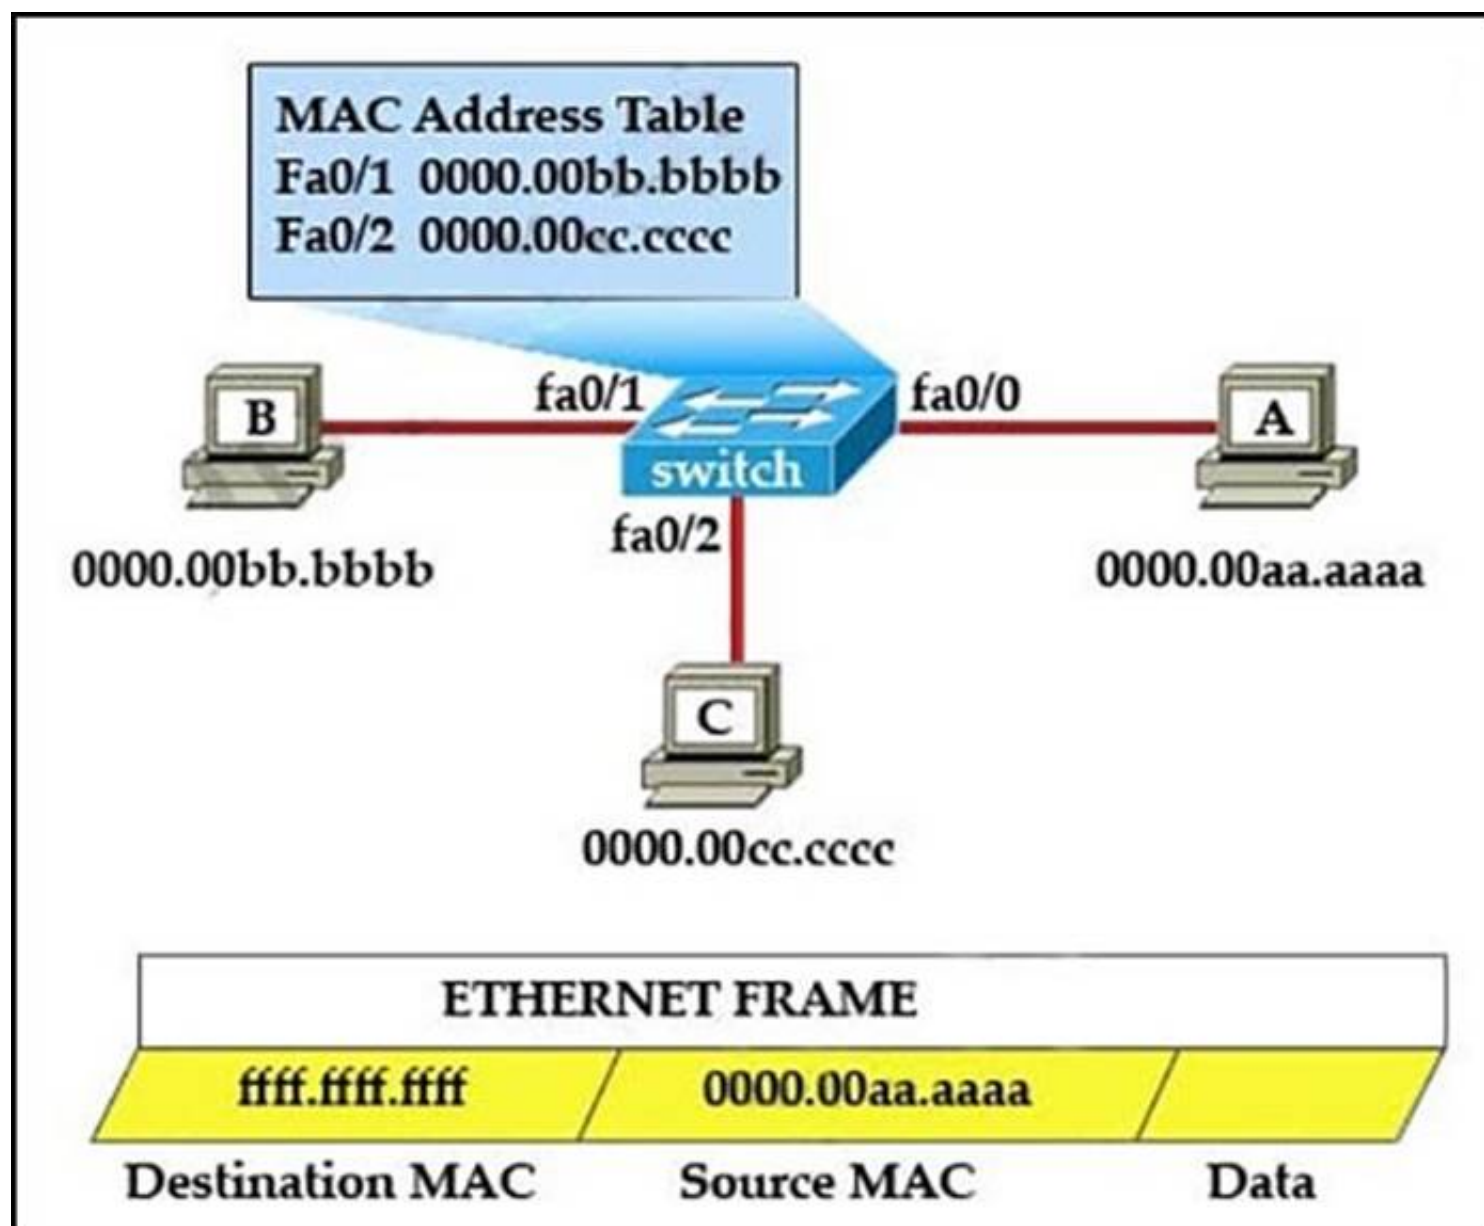 MAC Address Table
Fa0/1 0000.00bb.bbbb
Fa0/2 0000.00cc.cccc
fa0/1
fa0/0
B
A
switch
fa0/2
0000.00bb.bbbb
0000.00aa.aaaa
C
0000.00cc.cccc
ETHERNET FRAME
ffff.ffff.ffff 0000.00aa.aaaa
Destination MAC Source MAC Data